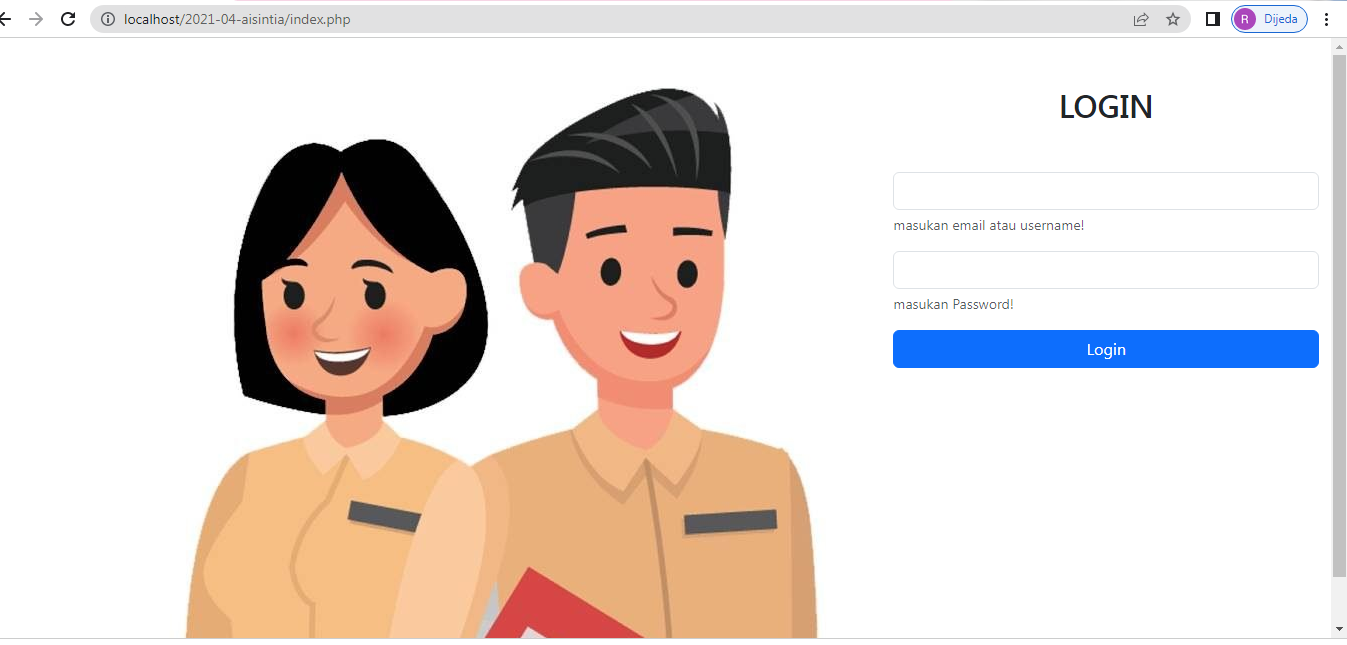 localhost/2021-04-aisintia/index.php
R Dijeda
LOGIN
masukan email atau username!
masukan Password!
Login